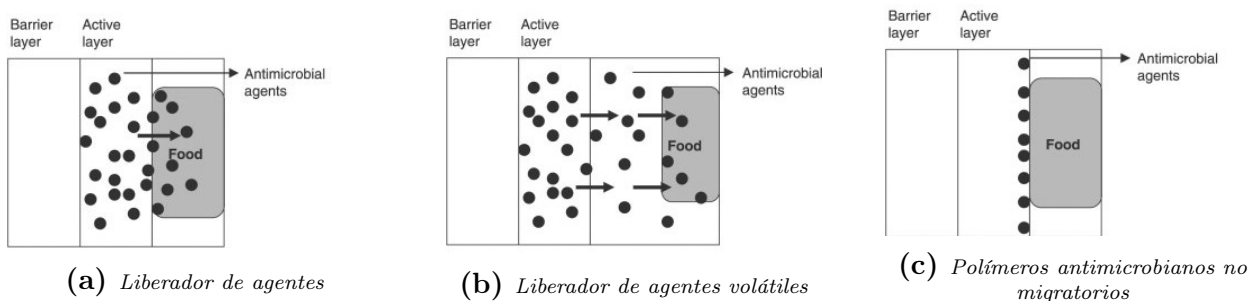 Barrier layer
Active layer
Antimicrobial agents
Food
(a) Liberador de agentes
Barrier layer
Active layer
Antimicrobial agents
Food
(b) Liberador de agentes volátiles
Barrier layer
Active layer
Antimicrobial agents
Food
(c) Polímeros antimicrobianos no
migratorios